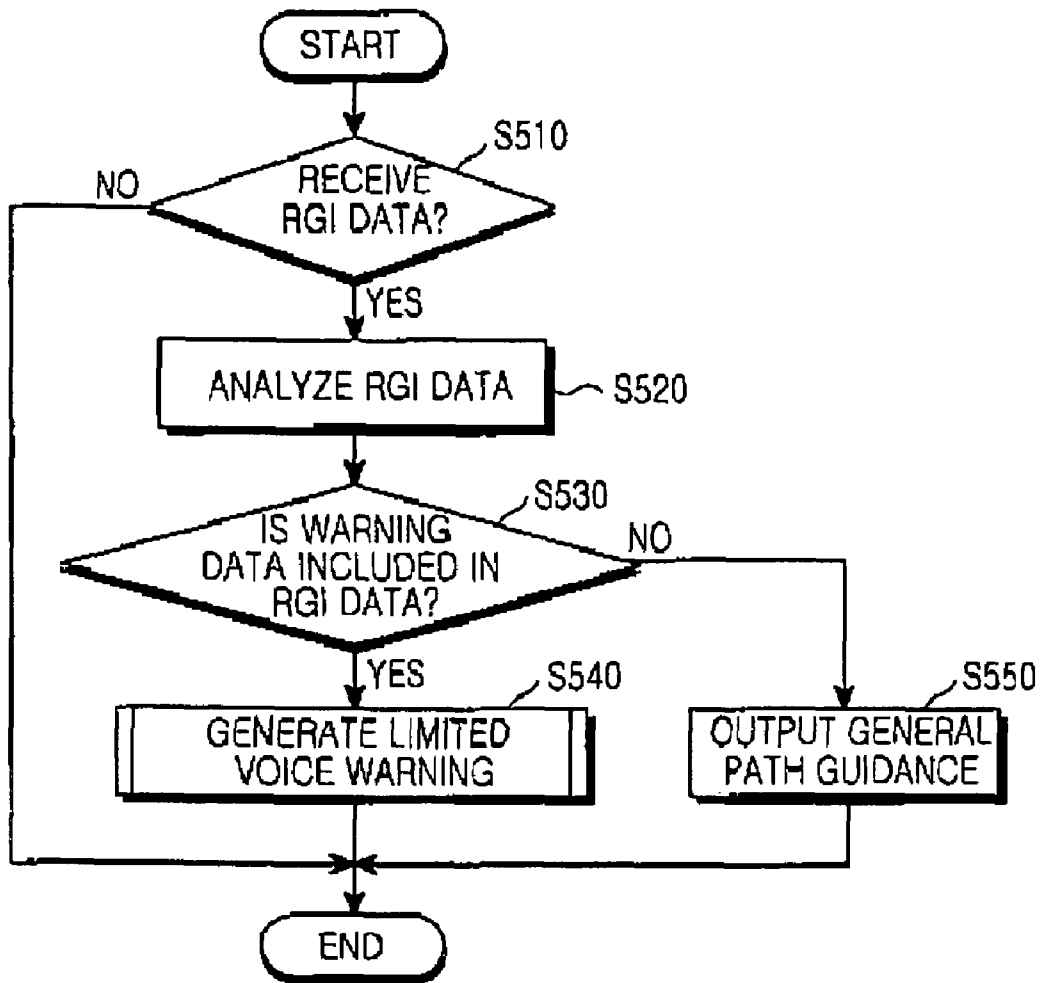 START
S510
NO
RECEIVE
RGI DATA?
YES
ANALYZE RGI DATA
S520
S530
IS WARNING
DATA INCLUDED IN
RGI DATA?
NO
YES
S540
S550
GENERATE LIMITED
VOICE WARNING
OUTPUT GENERAL
PATH GUIDANCE
END